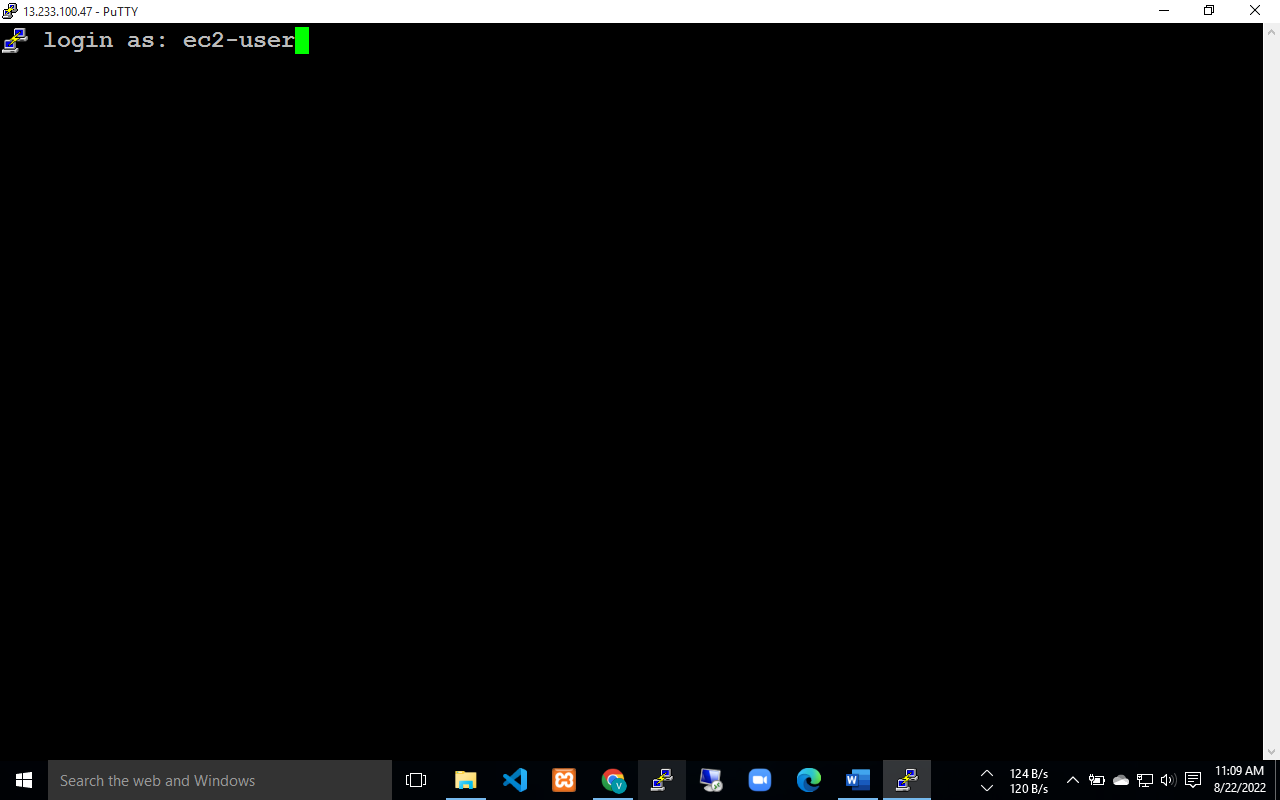 13.233.100.47 - PuTTY
login as: ec2-user
Search the web and Windows
V
W
124 B/s
120 B/s
11:09 AM
8/22/2022